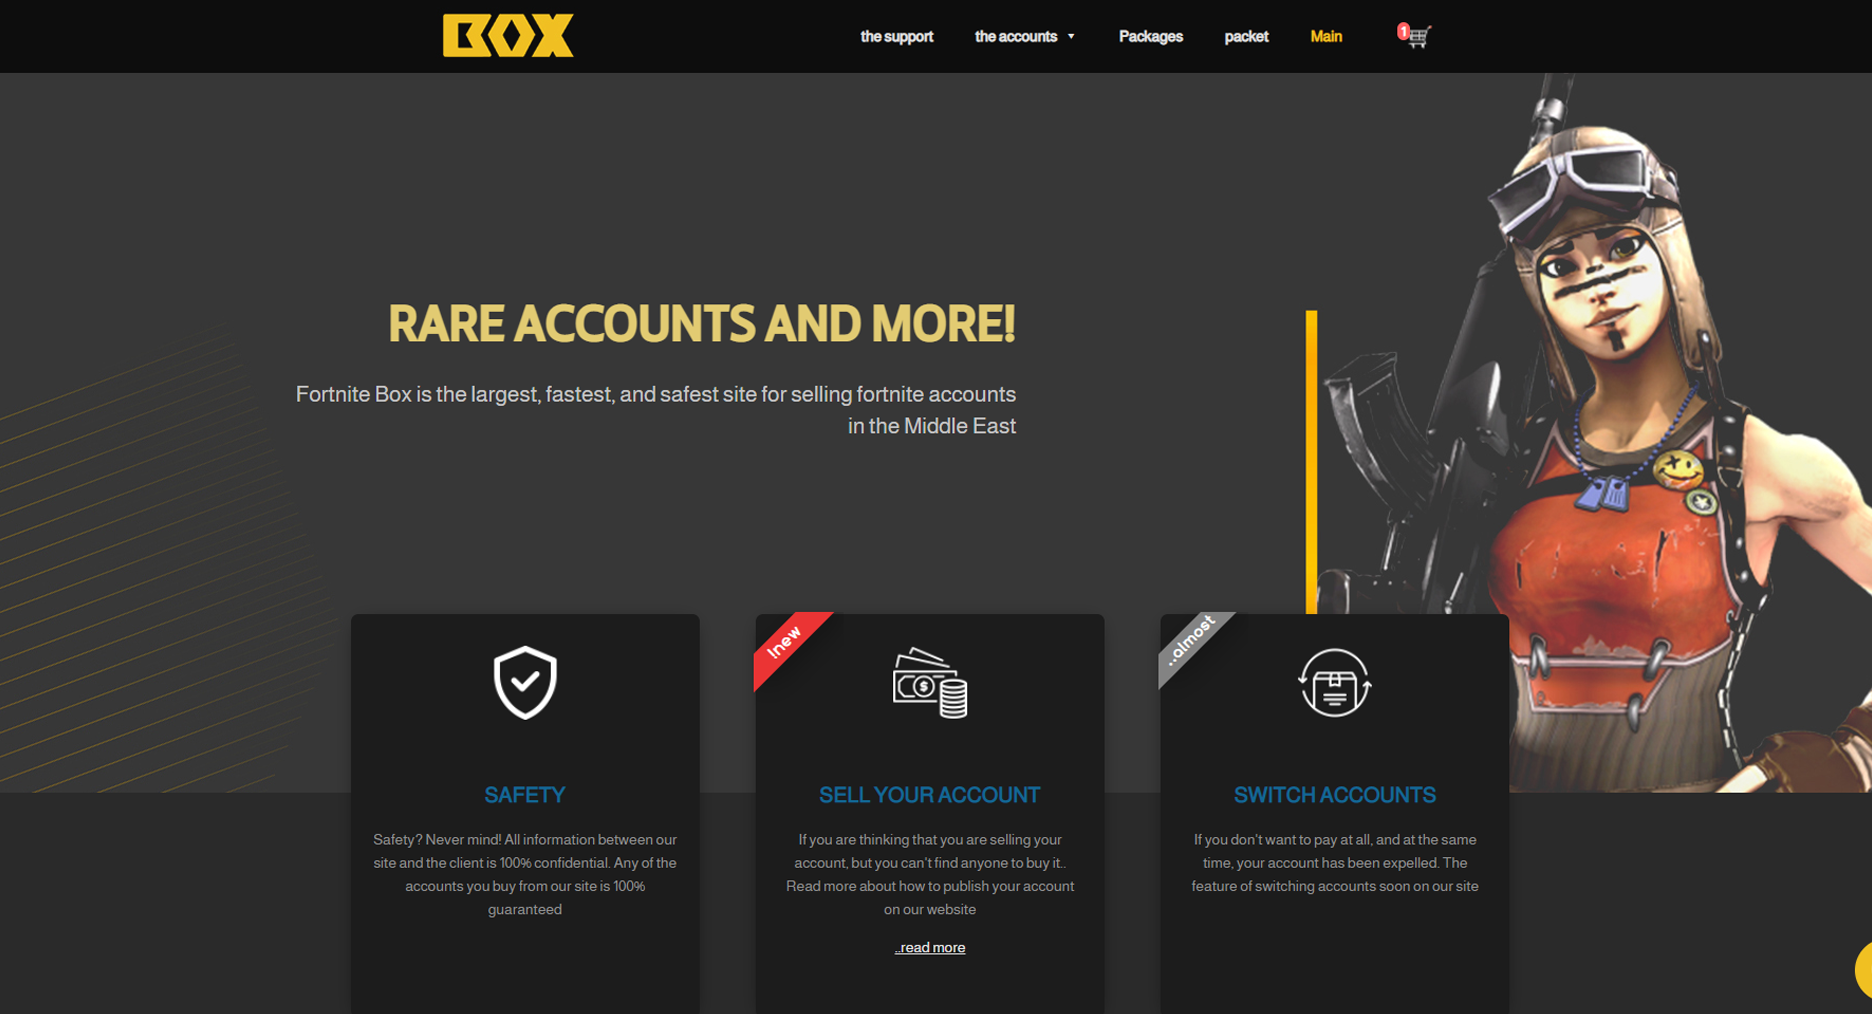 BOX
the support
the accounts
Packages
packet
Main
1
RARE ACCOUNTS AND MORE!
Fortnite Box is the largest, fastest, and safest site for selling fortnite accounts
in the Middle East
SAFETY
Safety? Never mind! All information between our
site and the client is 100% confidential. Any of the
accounts you buy from our site is 100%
guaranteed
!new
SELL YOUR ACCOUNT
If you are thinking that you are selling your
account, but you can't find anyone to buy it..
Read more about how to publish your account
on our website
..read more
..almost
SWITCH ACCOUNTS
If you don't want to pay at all, and at the same
time, your account has been expelled. The
feature of switching accounts soon on our site